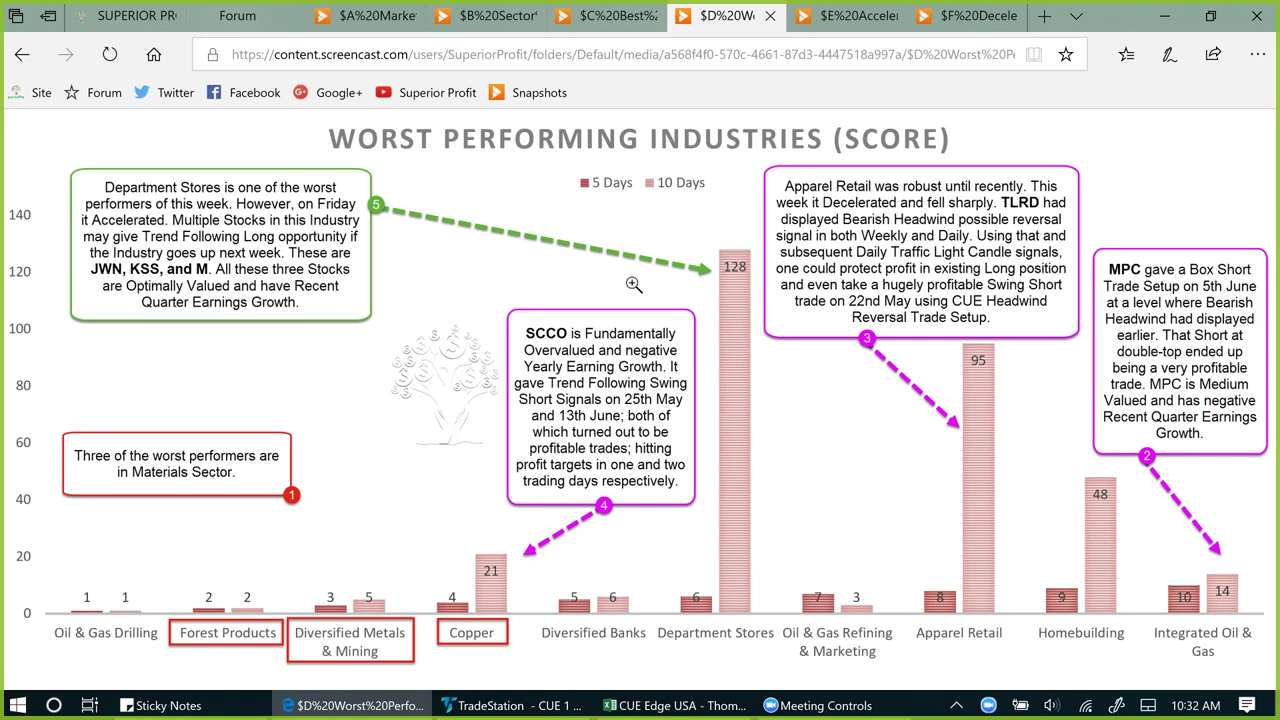 SUPERIOR PR
Forum
$A%20Marke
$B%20Sector'
$C%20Best%2
$D%20W
$E%20Acceler
$F%20Decele
https://content.screencast.com/users/SuperiorProfit/folders/Default/media/a568f4f0-570c-4661-87d3-4447518a997a/$D%20Worst%20P
Site
Forum
Twitter
Facebook
Google+
Superior Profit
Snapshots
WORST PERFORMING INDUSTRIES (SCORE)
5 Days
10 Days
Department Stores is one of the worst
performers of this week. However, on Friday
it Accelerated. Multiple Stocks in this Industry
may give Trend Following Long opportunity if
the Industry goes up next week. These are
JWN, KSS, and M. All these three Stocks
are Optimally Valued and have Recent
Quarter Earnings Growth.
5
Apparel Retail was robust until recently. This
week it Decelerated and fell sharply. TLRD had
displayed Bearish Headwind possible reversal
signal in both Weekly and Daily. Using that and
subsequent Daily Traffic Light Candle signals,
one could protect profit in existing Long position
and even take a hugely profitable Swing Short
trade on 22nd May using CUE Headwind
Reversal Trade Setup.
3
MPC gave a Box Short
Trade Setup on 5th June
at a level where Bearish
Headwind had displayed
earlier. That Short at
double-top ended up
being a very profitable
trade. MPC is Medium
Valued and has negative
Recent Quarter Earnings
Growth.
2
SCCO is Fundamentally
Overvalued and negative
Yearly Earning Growth. It
gave Trend Following Swing
Short Signals on 25th May
and 13th June; both of
which turned out to be
profitable trades; hitting
profit targets in one and two
trading days respectively.
4
Three of the worst performers are
in Materials Sector.
1
140
120
100
80
60
40
20
0
1
1
2
2
3
5
4
21
5
6
6
128
7
3
8
95
9
48
10
14
Oil & Gas Drilling
Forest Products
Diversified Metals
& Mining
Copper
Diversified Banks
Department Stores
Oil & Gas Refining
& Marketing
Apparel Retail
Homebuilding
Integrated Oil &
Gas
Sticky Notes
$D%20Worst%20Perfo...
TradeStation - CUE 1 ...
CUE Edge USA - Thom...
Meeting Controls
10:32 AM